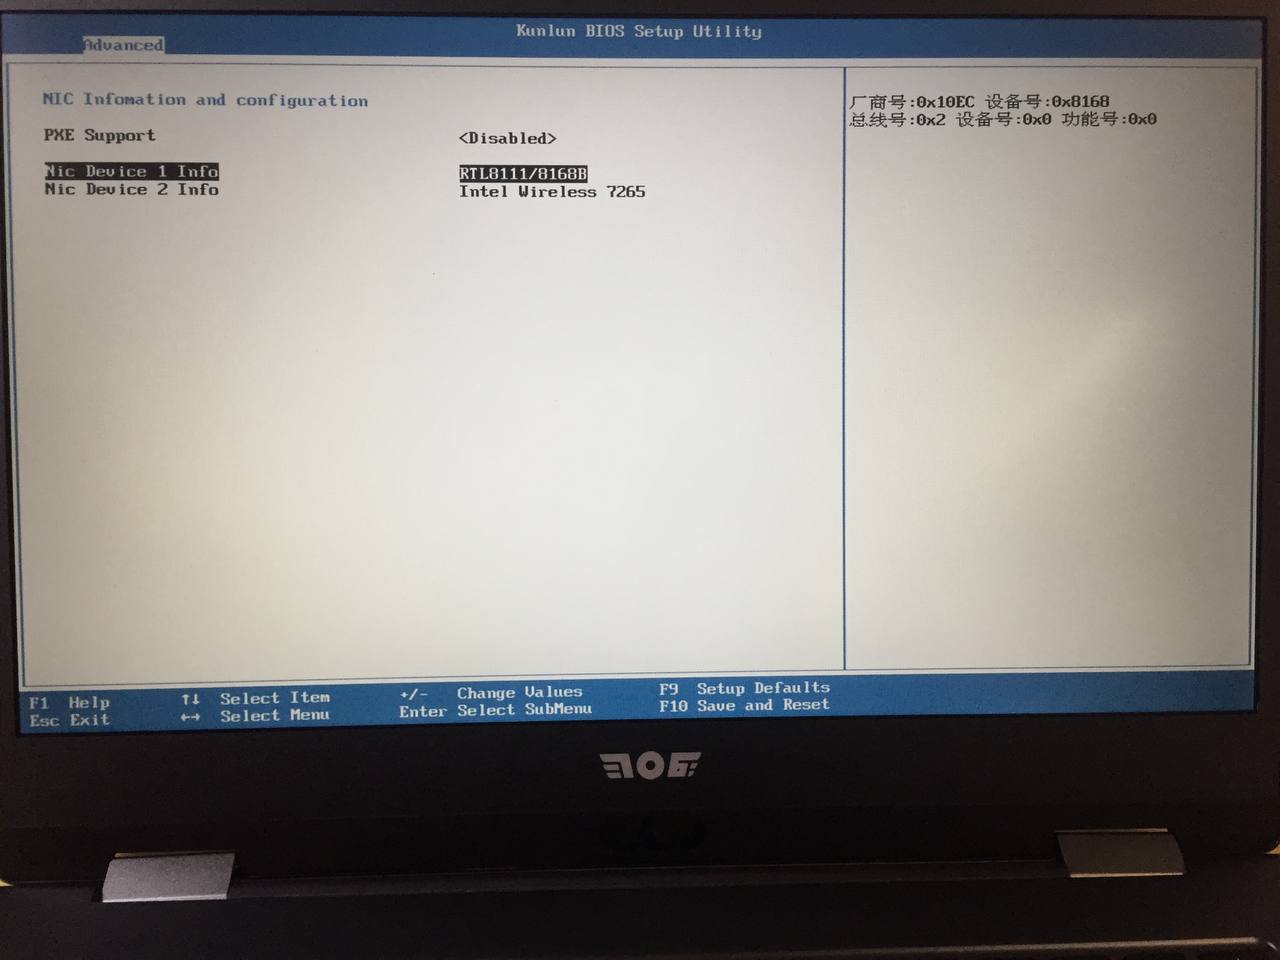 Kunlun BIOS Setup Utility
Advanced
NIC Infomation and configuration
PXE Support <Disabled>
Nic Device 1 Info RTL8111/8168B
Nic Device 2 Info Intel Wireless 7265
厂商号:0x10EC 设备号:0x8168
总线号:0x2 设备号:0x0 功能号:0x0
F1 Help ↑↓ Select Item +/- Change Values F9 Setup Defaults
Esc Exit ←→ Select Menu Enter Select SubMenu F10 Save and Reset
706